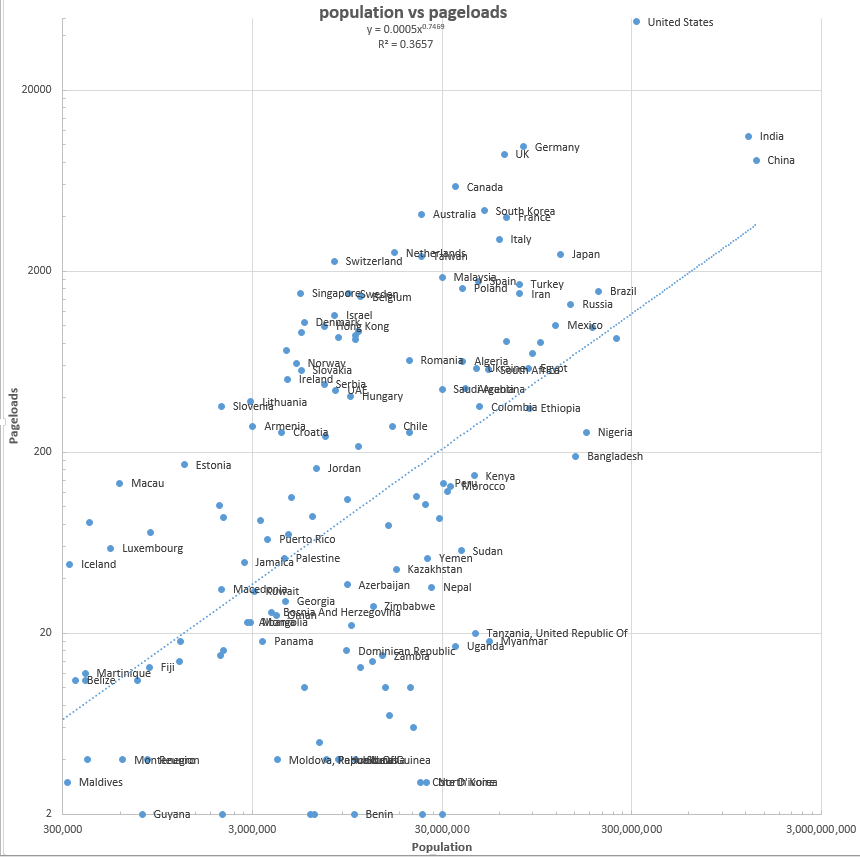 population vs pageloads
y = 0.0005x^0.7469
R² = 0.3657
United States
20000
India
Germany
UK
China
Canada
South Korea
Australia
France
Italy
Netherlands
Japan
Taiwan
Switzerland
2000
Malaysia
Spain
Turkey
Poland
Brazil
Singapore
Sweden
Iran
Belgium
Russia
Israel
Denmark
Hong Kong
Mexico
Romania
Algeria
Norway
Ukraine
Egypt
Slovakia
South Africa
Ireland
Serbia
UAE
Saudi Arabia
Argentina
Hungary
Lithuania
Slovenia
Colombia
Ethiopia
Armenia
Chile
Croatia
Nigeria
200
Bangladesh
Estonia
Jordan
Kenya
Macau
Peru
Morocco
Puerto Rico
Luxembourg
Sudan
Palestine
Yemen
Iceland
Jamaica
Kazakhstan
Azerbaijan
Nepal
Macedonia
Kuwait
Georgia
Zimbabwe
Bosnia And Herzegovina
Oman
Albania
Mongolia
20
Tanzania, United Republic Of
Panama
Myanmar
Uganda
Dominican Republic
Zambia
Fiji
Martinique
Belize
Montenegro
Reunion
Moldova, Republic Of
Guinea
Maldives
Cote D'ivoire
North Korea
2
Guyana
Benin
300,000
3,000,000
30,000,000
300,000,000
3,000,000,000
Population
Pageloads